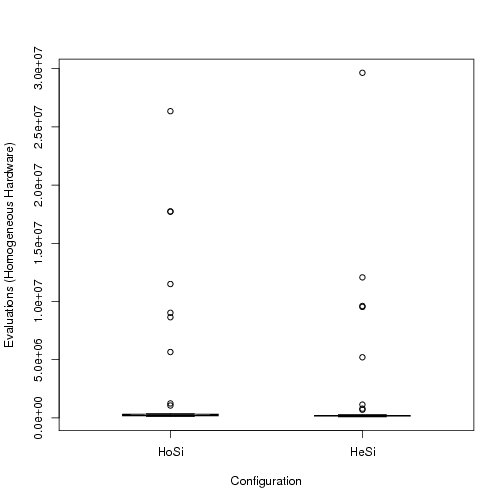 Evaluations (Homogeneous Hardware)
3.0e+07
2.5e+07
2.0e+07
1.5e+07
1.0e+07
5.0e+06
0.0e+00
HoSi HeSi
Configuration